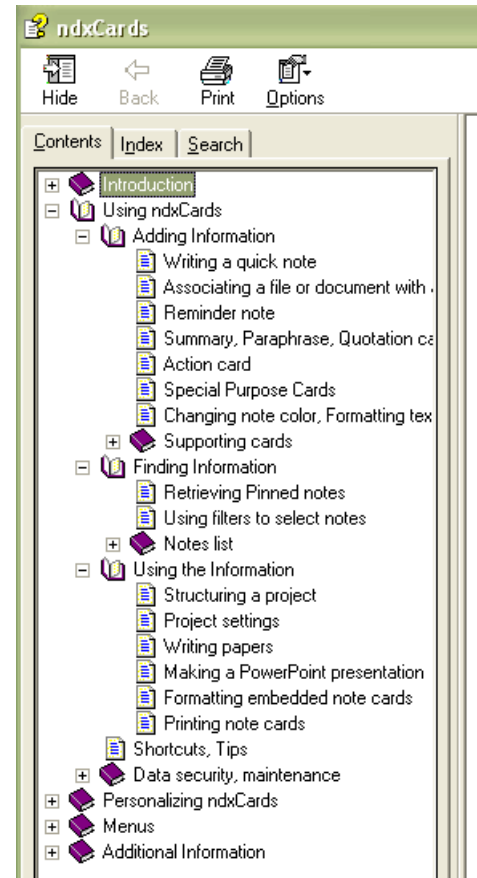 ndxCards
Hide Back Print Options
Contents Index Search
Introduction
Using ndxCards
Adding Information
Writing a quick note
Associating a file or document with
Reminder note
Summary, Paraphrase, Quotation ca
Action card
Special Purpose Cards
Changing note color, Formatting tex
Supporting cards
Finding Information
Retrieving Pinned notes
Using filters to select notes
Notes list
Using the Information
Structuring a project
Project settings
Writing papers
Making a PowerPoint presentation
Formatting embedded note cards
Printing note cards
Shortcuts, Tips
Data security, maintenance
Personalizing ndxCards
Menus
Additional Information